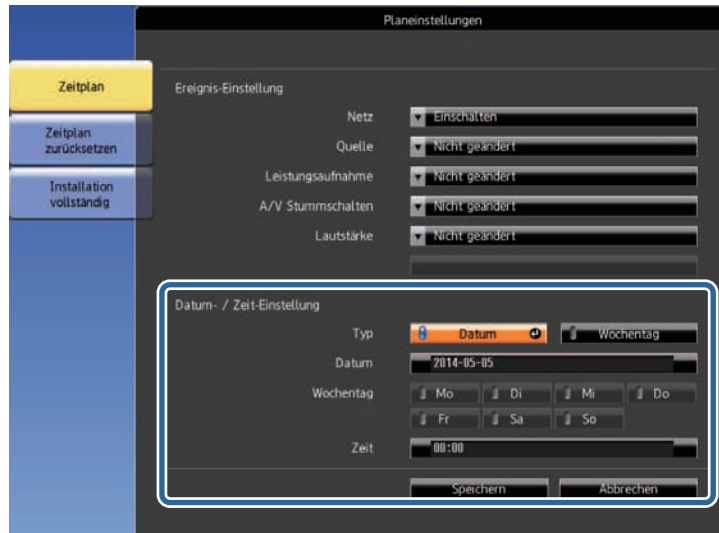 Planeinstellungen
Zeitplan
Zeitplan
zurücksetzen
Installation
vollständig
Ereignis-Einstellung
Netz Einschalten
Quelle Nicht geändert
Leistungsaufnahme Nicht geändert
A/V Stummschalten Nicht geändert
Lautstärke Nicht geändert
Datum- / Zeit-Einstellung
Typ Datum Wochentag
Datum 2014-05-05
Wochentag Mo Di Mi Do
Fr Sa So
Zeit 00:00
Speichern Abbrechen